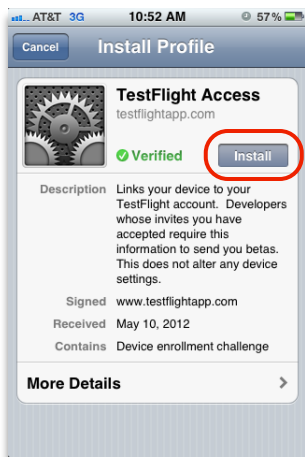 AT&T 3G 10:52 AM 57%
Cancel Install Profile
TestFlight Access
testflightapp.com
Verified Install
Description Links your device to your
TestFlight account. Developers
whose invites you have
accepted require this
information to send you betas.
This does not alter any device
settings.
Signed www.testflightapp.com
Received May 10, 2012
Contains Device enrollment challenge
More Details